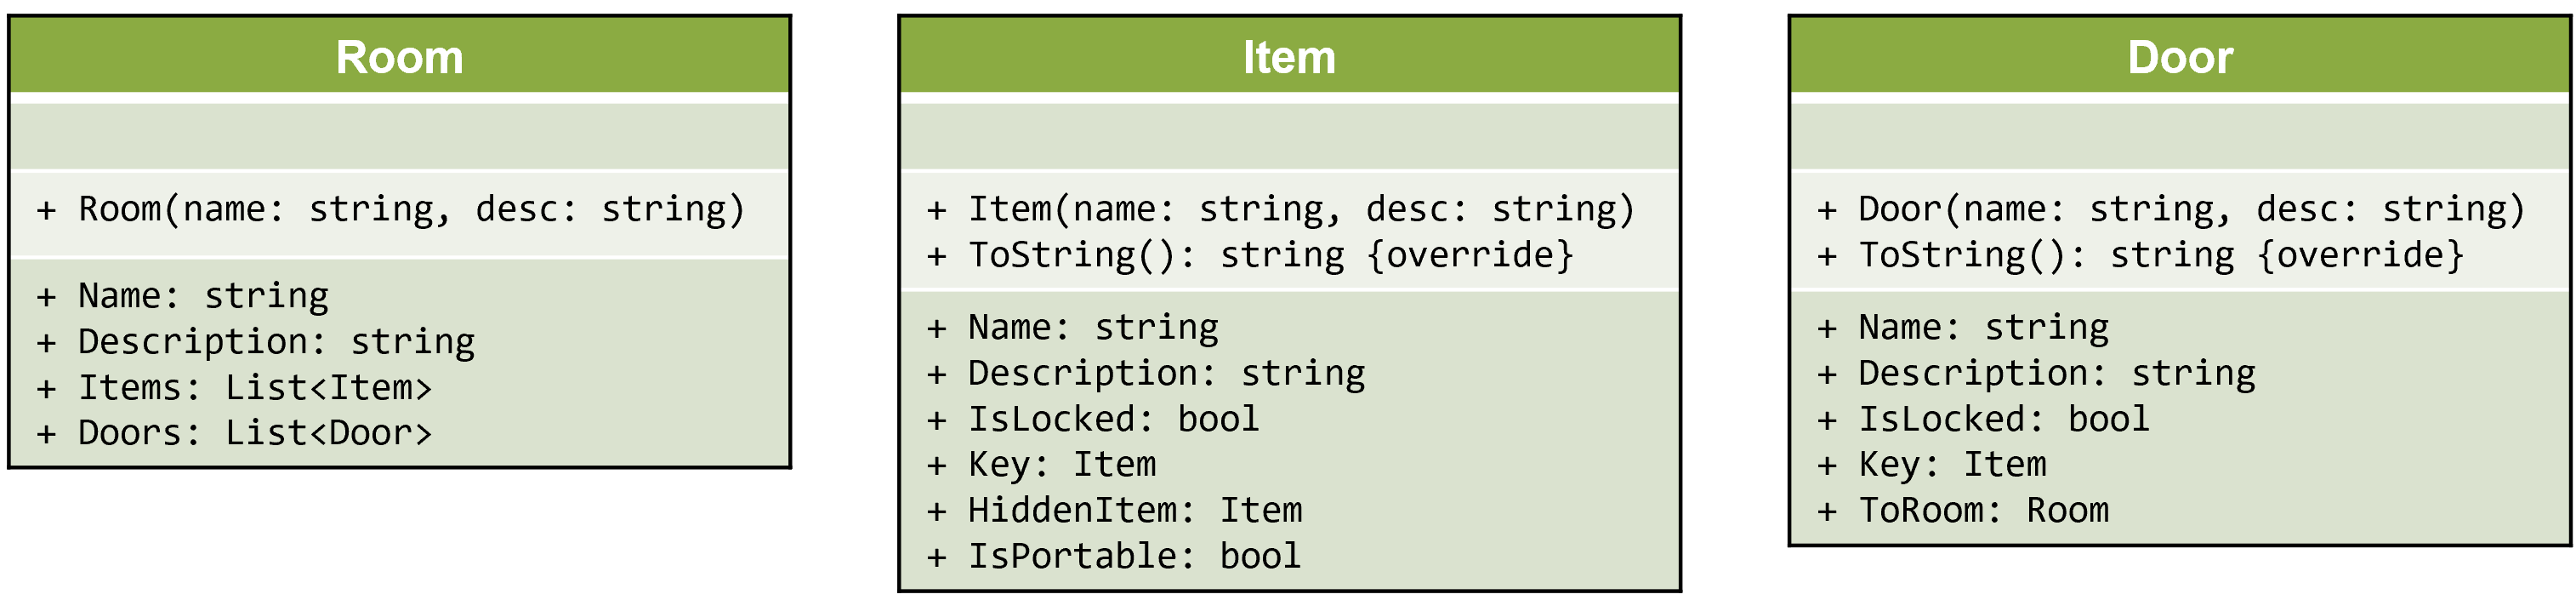 Room
+ Room(name: string, desc: string)
+ Name: string
+ Description: string
+ Items: List<Item>
+ Doors: List<Door>
Item
+ Item(name: string, desc: string)
+ ToString(): string {override}
+ Name: string
+ Description: string
+ IsLocked: bool
+ Key: Item
+ HiddenItem: Item
+ IsPortable: bool
Door
+ Door(name: string, desc: string)
+ ToString(): string {override}
+ Name: string
+ Description: string
+ IsLocked: bool
+ Key: Item
+ ToRoom: Room